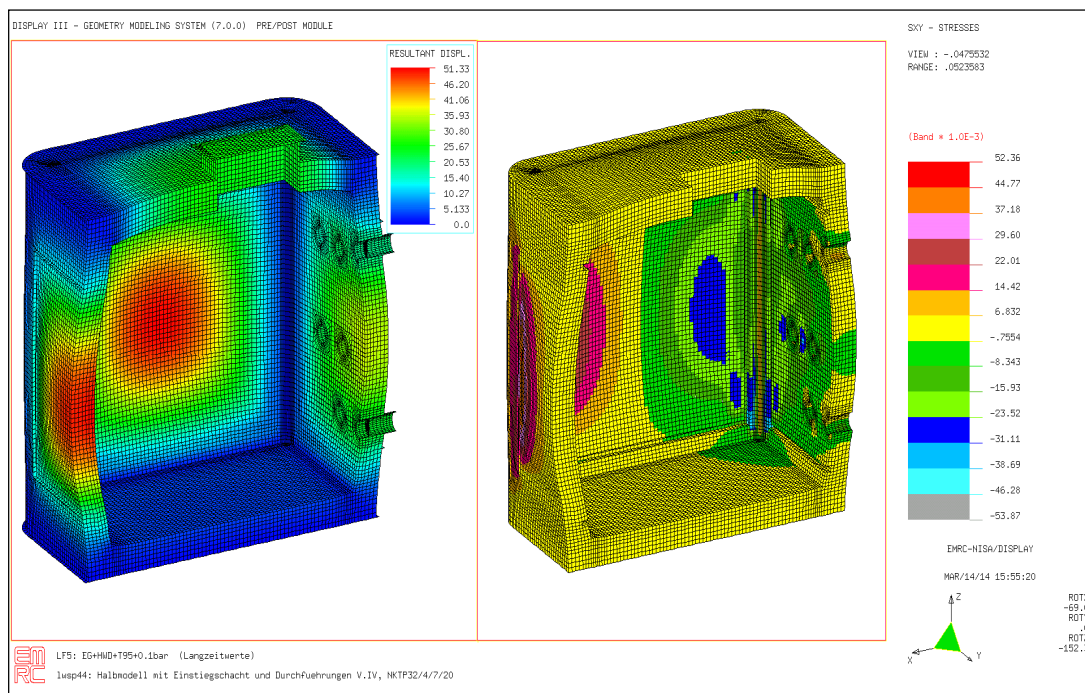 DISPLAY III - GEOMETRY MODELING SYSTEM (7.0.0) PRE/POST MODULE
RESULTANT DISPL.
51.33
46.20
41.06
35.93
30.80
25.67
20.53
15.40
10.27
5.133
0.0
SXY - STRESSES
VIEW : -.0475532
RANGE: .0523583
(Band * 1.0E-3)
52.36
44.77
37.18
29.60
22.01
14.42
6.832
-.7554
-8.343
-15.93
-23.52
-31.11
-38.69
-46.28
-53.87
EMRC-NISA/DISPLAY
MAR/14/14 15:55:20
Z
X
Y
EMRC
LF5: EG+HWD+T95+0.1bar (Langzeitwerte)
lwsp44: Halbmodell mit Einstiegschacht und Durchfuehrungen V.IV, NKTP32/4/7/20